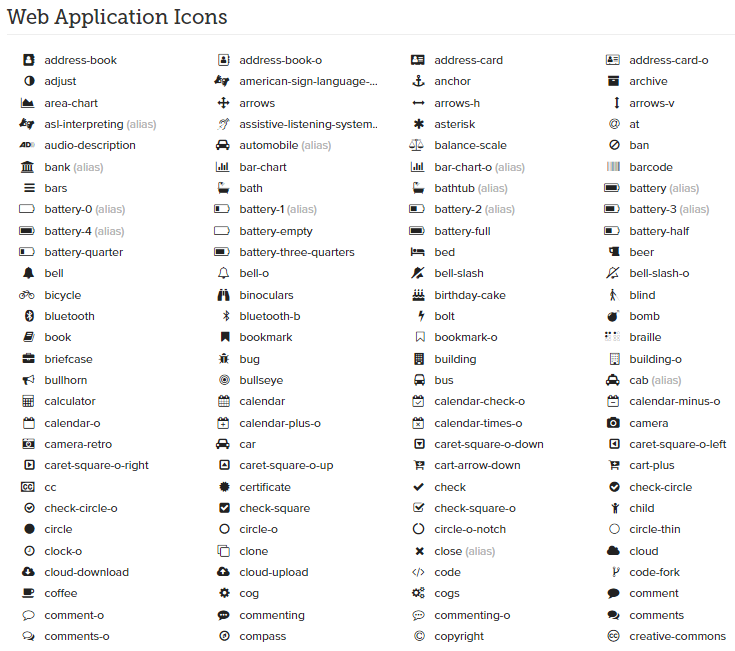 Web Application Icons
address-book address-book-o address-card address-card-o
adjust american-sign-language-... anchor archive
area-chart arrows arrows-h arrows-v
asl-interpreting (alias) assistive-listening-system.. asterisk at
audio-description automobile (alias) balance-scale ban
bank (alias) bar-chart bar-chart-o (alias) barcode
bars bath bathtub (alias) battery (alias)
battery-0 (alias) battery-1 (alias) battery-2 (alias) battery-3 (alias)
battery-4 (alias) battery-empty battery-full battery-half
battery-quarter battery-three-quarters bed beer
bell bell-o bell-slash bell-slash-o
bicycle binoculars birthday-cake blind
bluetooth bluetooth-b bolt bomb
book bookmark bookmark-o braille
briefcase bug building building-o
bullhorn bullseye bus cab (alias)
calculator calendar calendar-check-o calendar-minus-o
calendar-o calendar-plus-o calendar-times-o camera
camera-retro car caret-square-o-down caret-square-o-left
caret-square-o-right caret-square-o-up cart-arrow-down cart-plus
cc certificate check check-circle
check-circle-o check-square check-square-o child
circle circle-o circle-o-notch circle-thin
clock-o clone close (alias) cloud
cloud-download cloud-upload code code-fork
coffee cog cogs comment
comment-o commenting commenting-o comments
comments-o compass copyright creative-commons